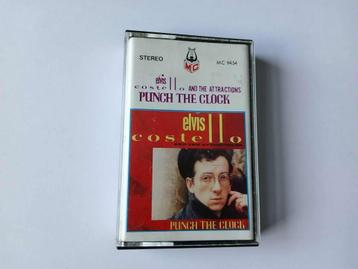 STEREO
MC
MC 9434
elvis
costello AND THE ATTRACTIONS
PUNCH THE CLOCK
elvis
costello
PUNCH THE CLOCK